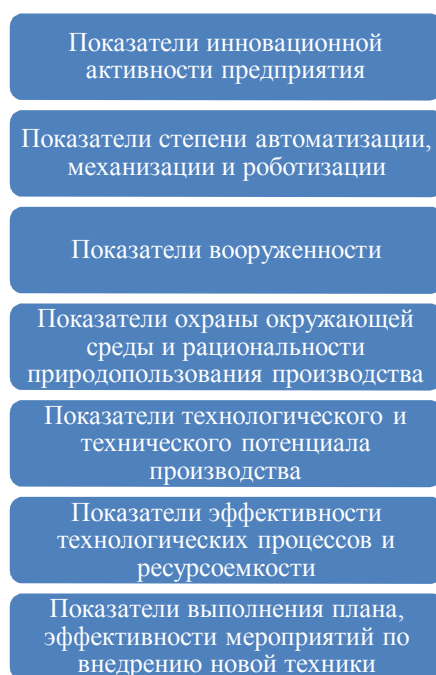 Показатели инновационной
активности предприятия
Показатели степени автоматизации,
механизации и роботизации
Показатели вооруженности
Показатели охраны окружающей
среды и рациональности
природопользования производства
Показатели технологического и
технического потенциала
производства
Показатели эффективности
технологических процессов и
ресурсоемкости
Показатели выполнения плана,
эффективности мероприятий по
внедрению новой техники